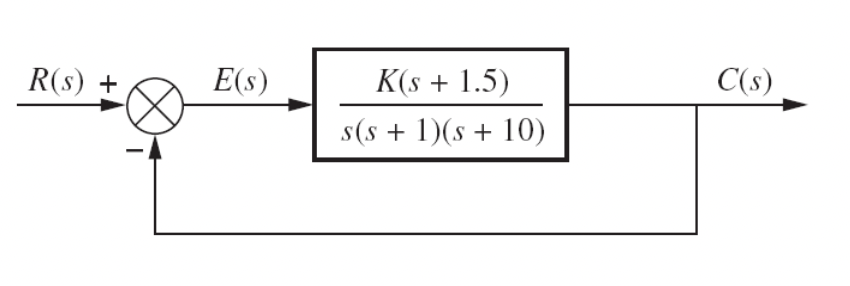 R(s) + E(s) K(s + 1.5) C(s)
s(s + 1)(s + 10)
−